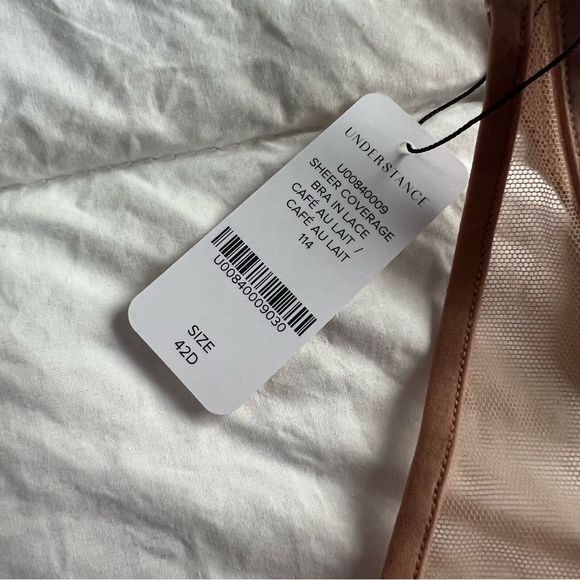 UNDERSTANCE
U00840009
SHEER COVERAGE
BRA IN LACE
CAFÉ AU LAIT /
CAFÉ AU LAIT
114
U00840009030
SIZE
42D